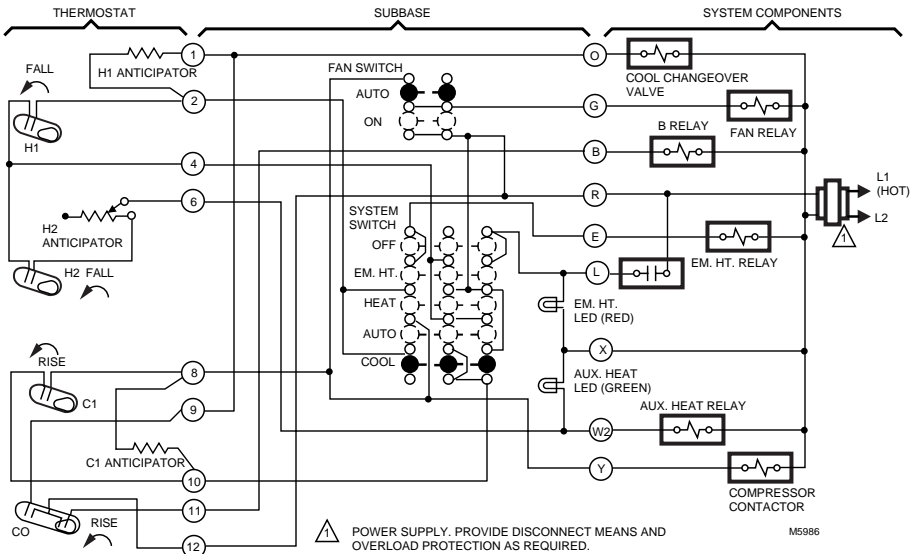 THERMOSTAT
SUBBASE
SYSTEM COMPONENTS
1
H1 ANTICIPATOR
FALL
2
H1
4
6
H2
ANTICIPATOR
H2 FALL
RISE
8
C1
9
C1 ANTICIPATOR
10
11
CO
RISE
12
FAN SWITCH
AUTO
ON
SYSTEM
SWITCH
OFF
EM. HT.
HEAT
AUTO
COOL
O
COOL CHANGEOVER
VALVE
G
FAN RELAY
B RELAY
B
R
L1
(HOT)
L2
1
E
EM. HT. RELAY
L
EM. HT.
LED (RED)
X
AUX. HEAT
LED (GREEN)
AUX. HEAT RELAY
W2
Y
COMPRESSOR
CONTACTOR
1 POWER SUPPLY. PROVIDE DISCONNECT MEANS AND
OVERLOAD PROTECTION AS REQUIRED.
M5986